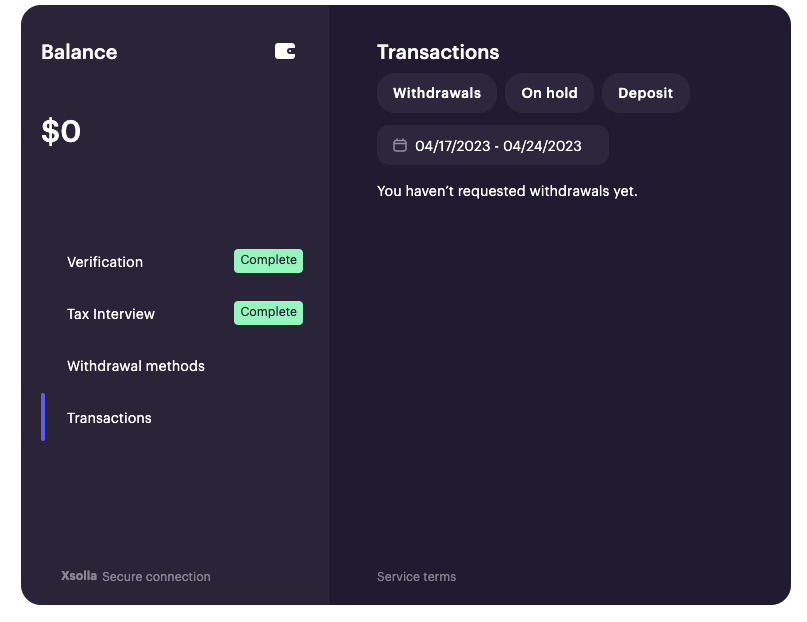 Balance
$0
Verification Complete
Tax Interview Complete
Withdrawal methods
Transactions
Xsolla Secure connection
Transactions
Withdrawals On hold Deposit
04/17/2023 - 04/24/2023
You haven’t requested withdrawals yet.
Service terms